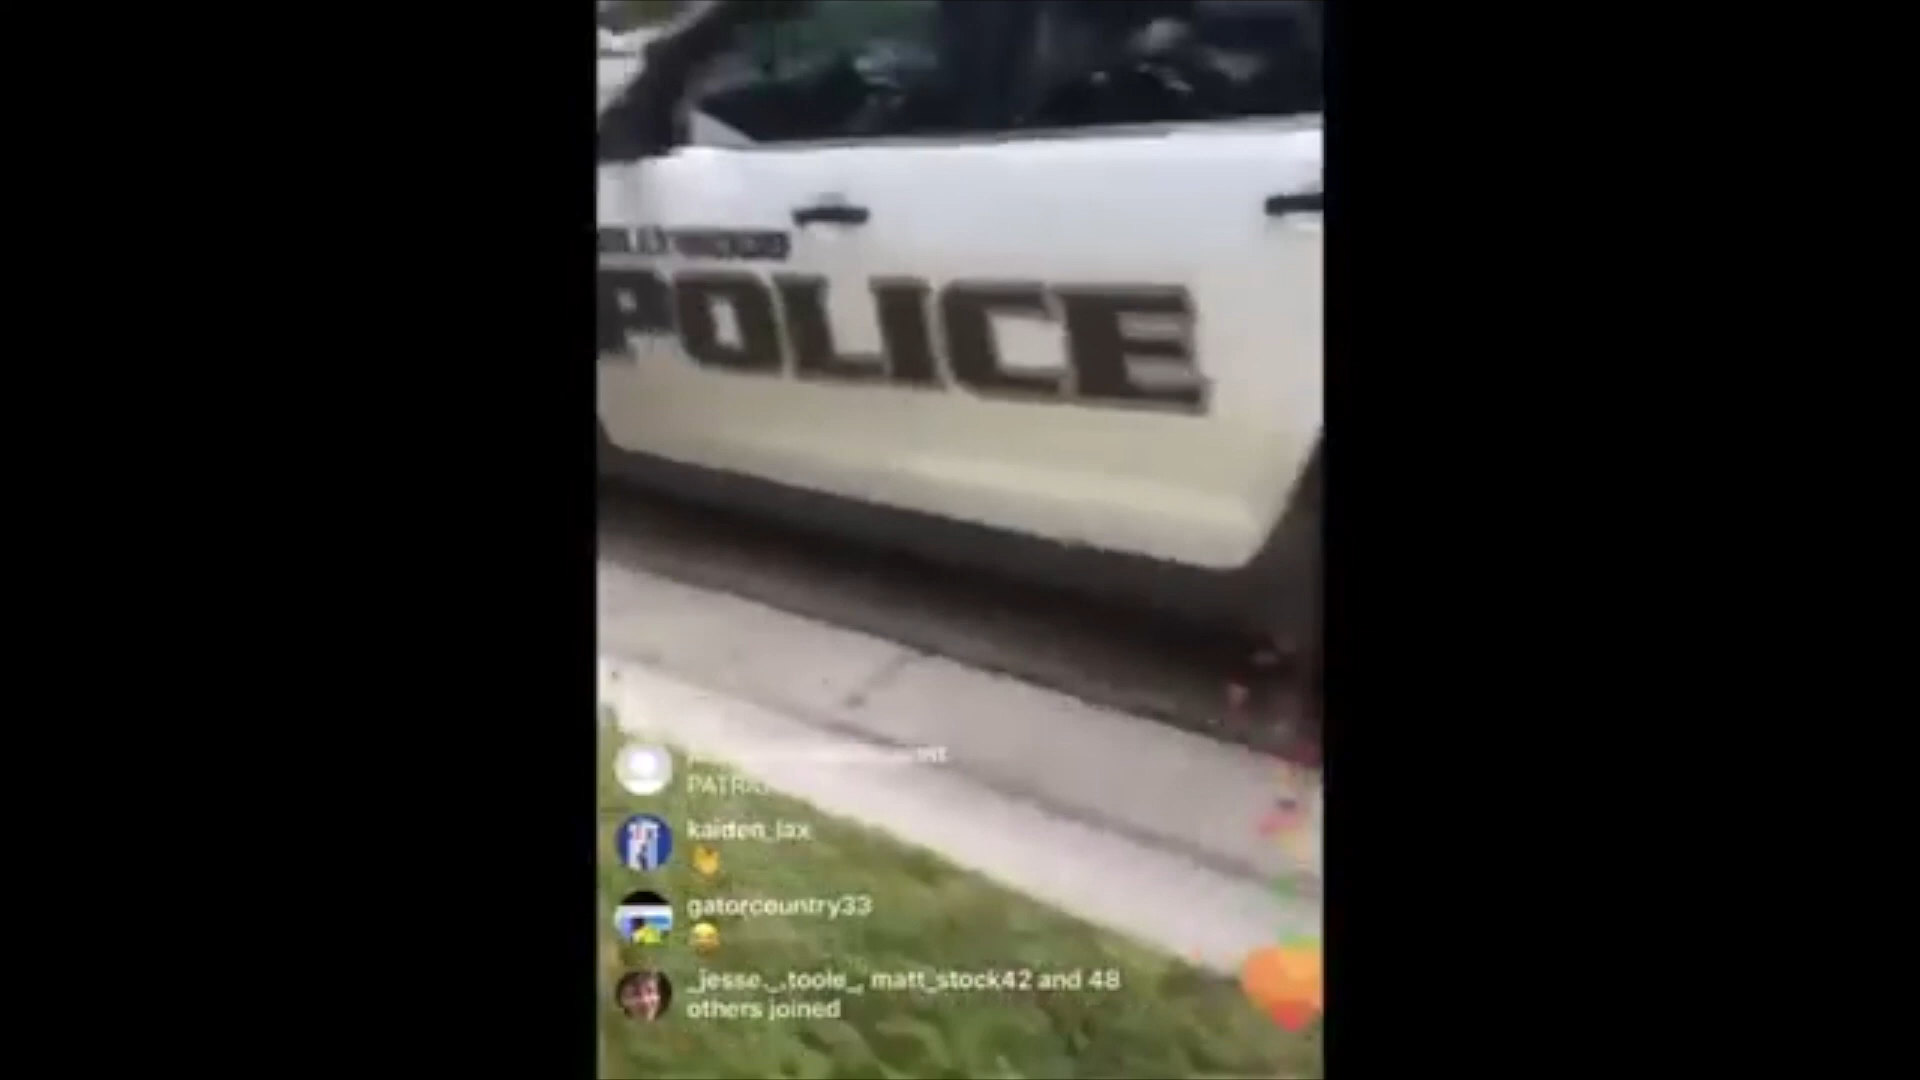 POLICE
kaiden_lax
gatorcountry33
_jesse._.toole_, matt_stock42 and 48
others joined